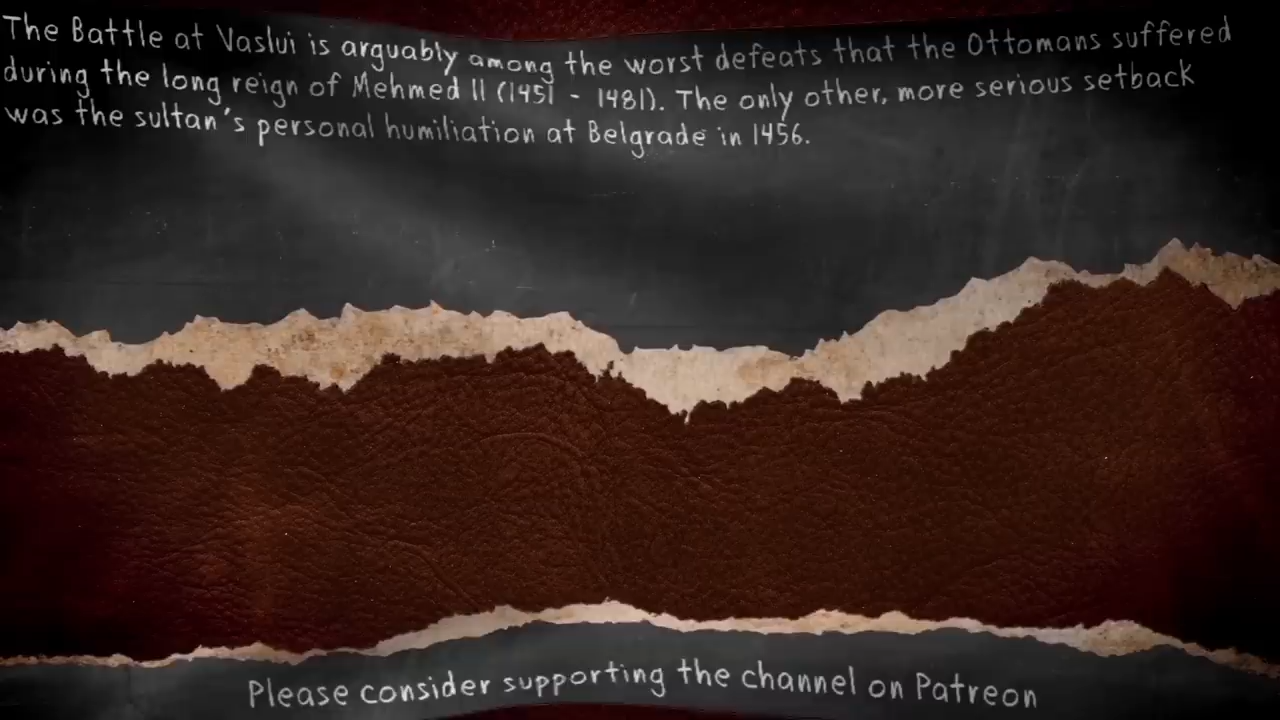 The Battle at Vaslui is arguably among the worst defeats that the Ottomans suffered
during the long reign of Mehmed II (1451 - 1481). The only other, more serious setback
was the sultan's personal humiliation at Belgrade in 1456.
Please consider supporting the channel on Patreon